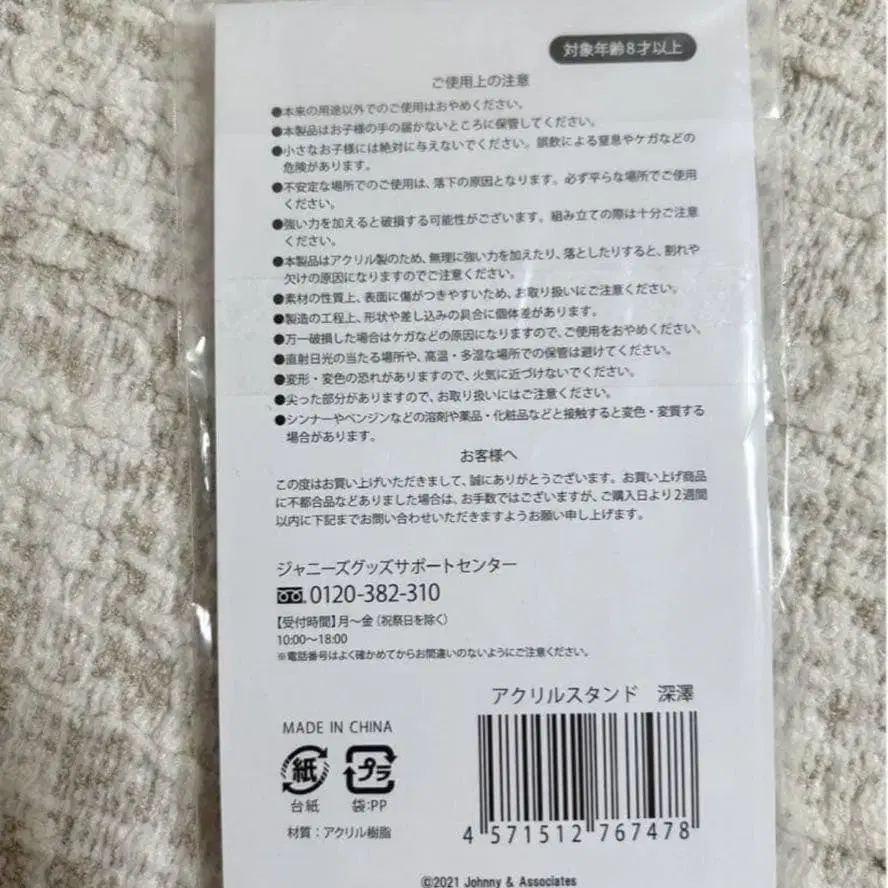 対象年齢8才以上
ご使用上の注意
●本来の用途以外でのご使用はおやめください。
●本製品はお子様の手の届かないところに保管してください。
●小さなお子様には絶対に与えないでください。誤飲による窒息やケガなどの
危険があります。
●不安定な場所でのご使用は、落下の原因となります。必ず平らな場所でご使用
ください。
●強い力を加えると破損する可能性がございます。組み立ての際は十分ご注意
ください。
●本製品はアクリル製のため、無理に強い力を加えたり、落としたりすると、割れや
欠けの原因になりますのでご注意ください。
●素材の性質上、表面に傷がつきやすいため、お取り扱いにご注意ください。
●製造の工程上、形状や差し込みの具合に個体差があります。
●万一破損した場合はケガなどの原因になりますので、ご使用をおやめください。
●直射日光の当たる場所や、高温・多湿な場所での保管は避けてください。
●変形・変色の恐れがありますので、火気に近づけないでください。
●尖った部分がありますので、お取り扱いにはご注意ください。
●シンナーやベンジンなどの溶剤や薬品・化粧品などと接触すると変色・変質する
場合があります。
お客様へ
この度はお買い上げいただきまして、誠にありがとうございます。お買い上げ商品
に不都合品などありました場合は、お手数ではございますが、ご購入日より2週間
以内に下記までお問い合わせいただきますようお願い申し上げます。
ジャニーズグッズサポートセンター
0120-382-310
【受付時間】月〜金（祝祭日を除く）
10:00〜18:00
※電話番号はよく確かめてからお間違いのないようにご注意ください。
アクリルスタンド 深澤
MADE IN CHINA
紙 プラ
台紙 袋:PP
材質：アクリル樹脂
4 571512 767478
©2021 Johnny & Associates